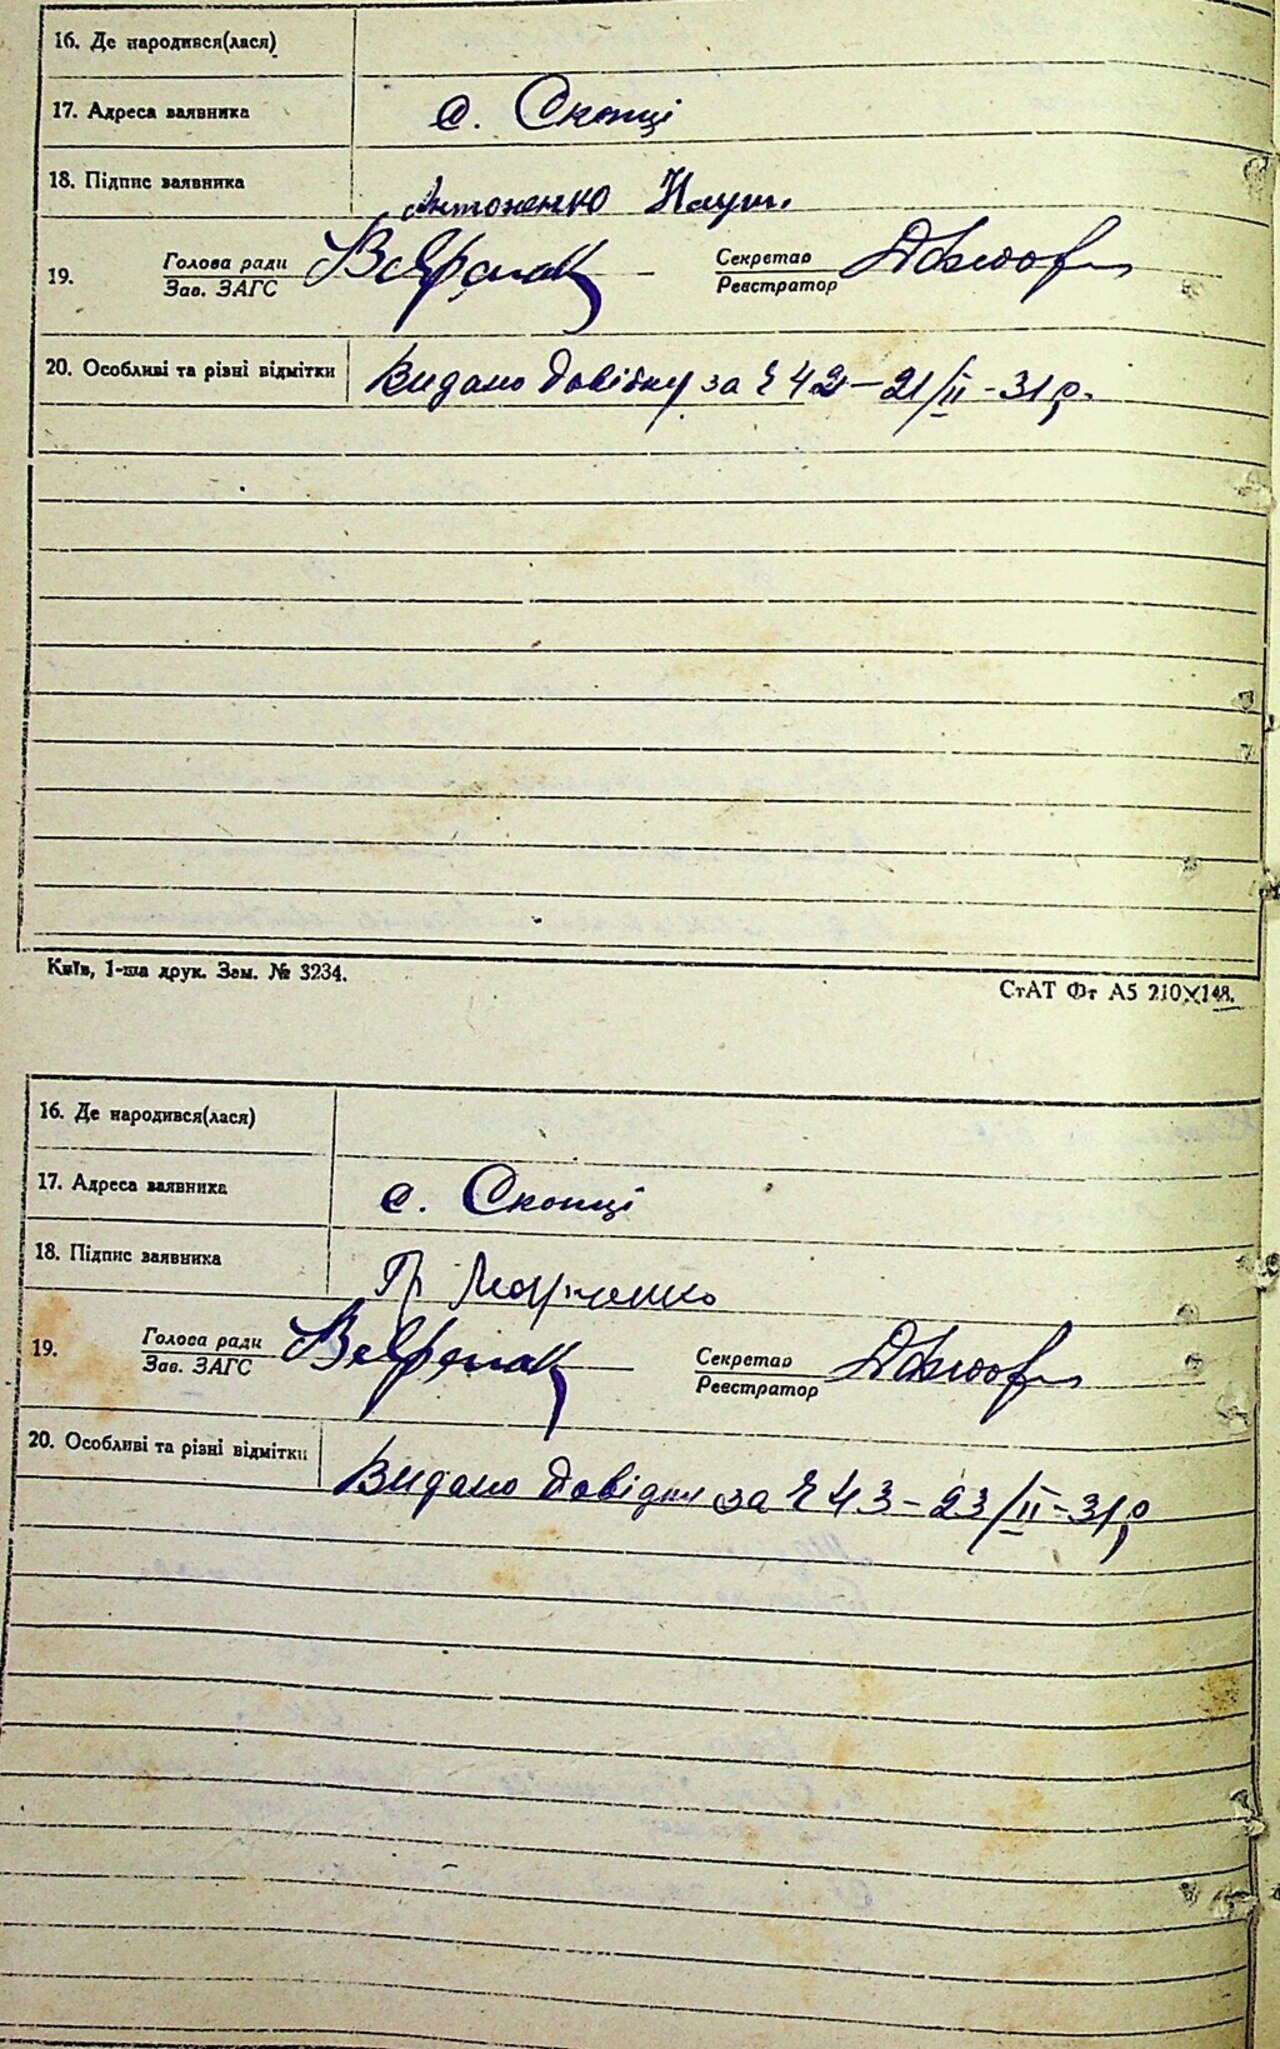 16. Де народився(лася)
17. Адреса заявника с. Скопці
18. Підпис заявника Антоненко Наум.
19. Голова ради Секретар
Зав. ЗАГС Реєстратор
20. Особливі та різні відмітки Видано довідку за № 42 – 21/II - 31 р.
Київ, 1-ша друк. Зам. № 3234.
СтАТ Фт А5 210×148.
16. Де народився(лася)
17. Адреса заявника с. Скопці
18. Підпис заявника Марченко
19. Голова ради Секретар
Зав. ЗАГС Реєстратор
20. Особливі та різні відмітки Видано довідки за № 43 – 23/II - 31 р